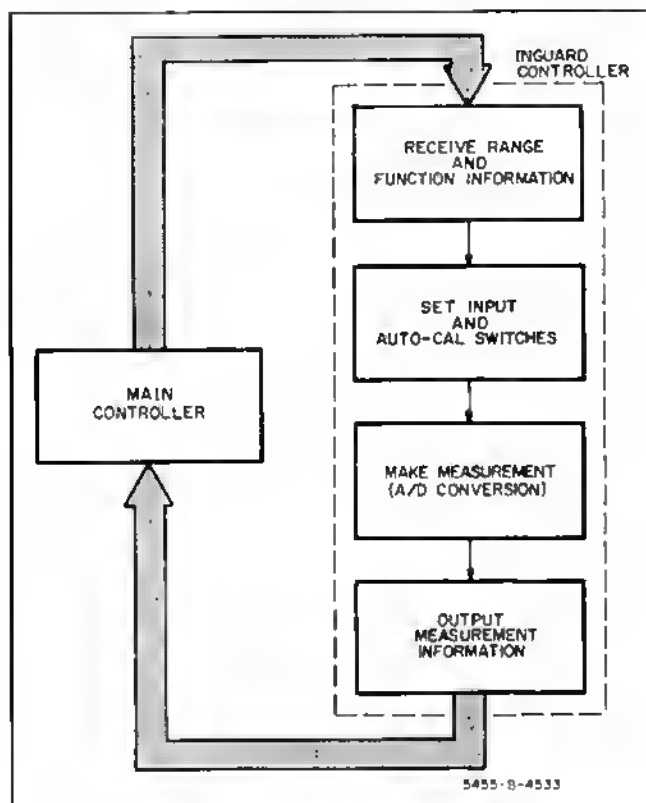 INGUARD
CONTROLLER
RECEIVE RANGE
AND
FUNCTION INFORMATION
SET INPUT
AND
AUTO-CAL SWITCHES
MAIN
CONTROLLER
MAKE MEASUREMENT
(A/D CONVERSION)
OUTPUT
MEASUREMENT
INFORMATION
5455-B-4533